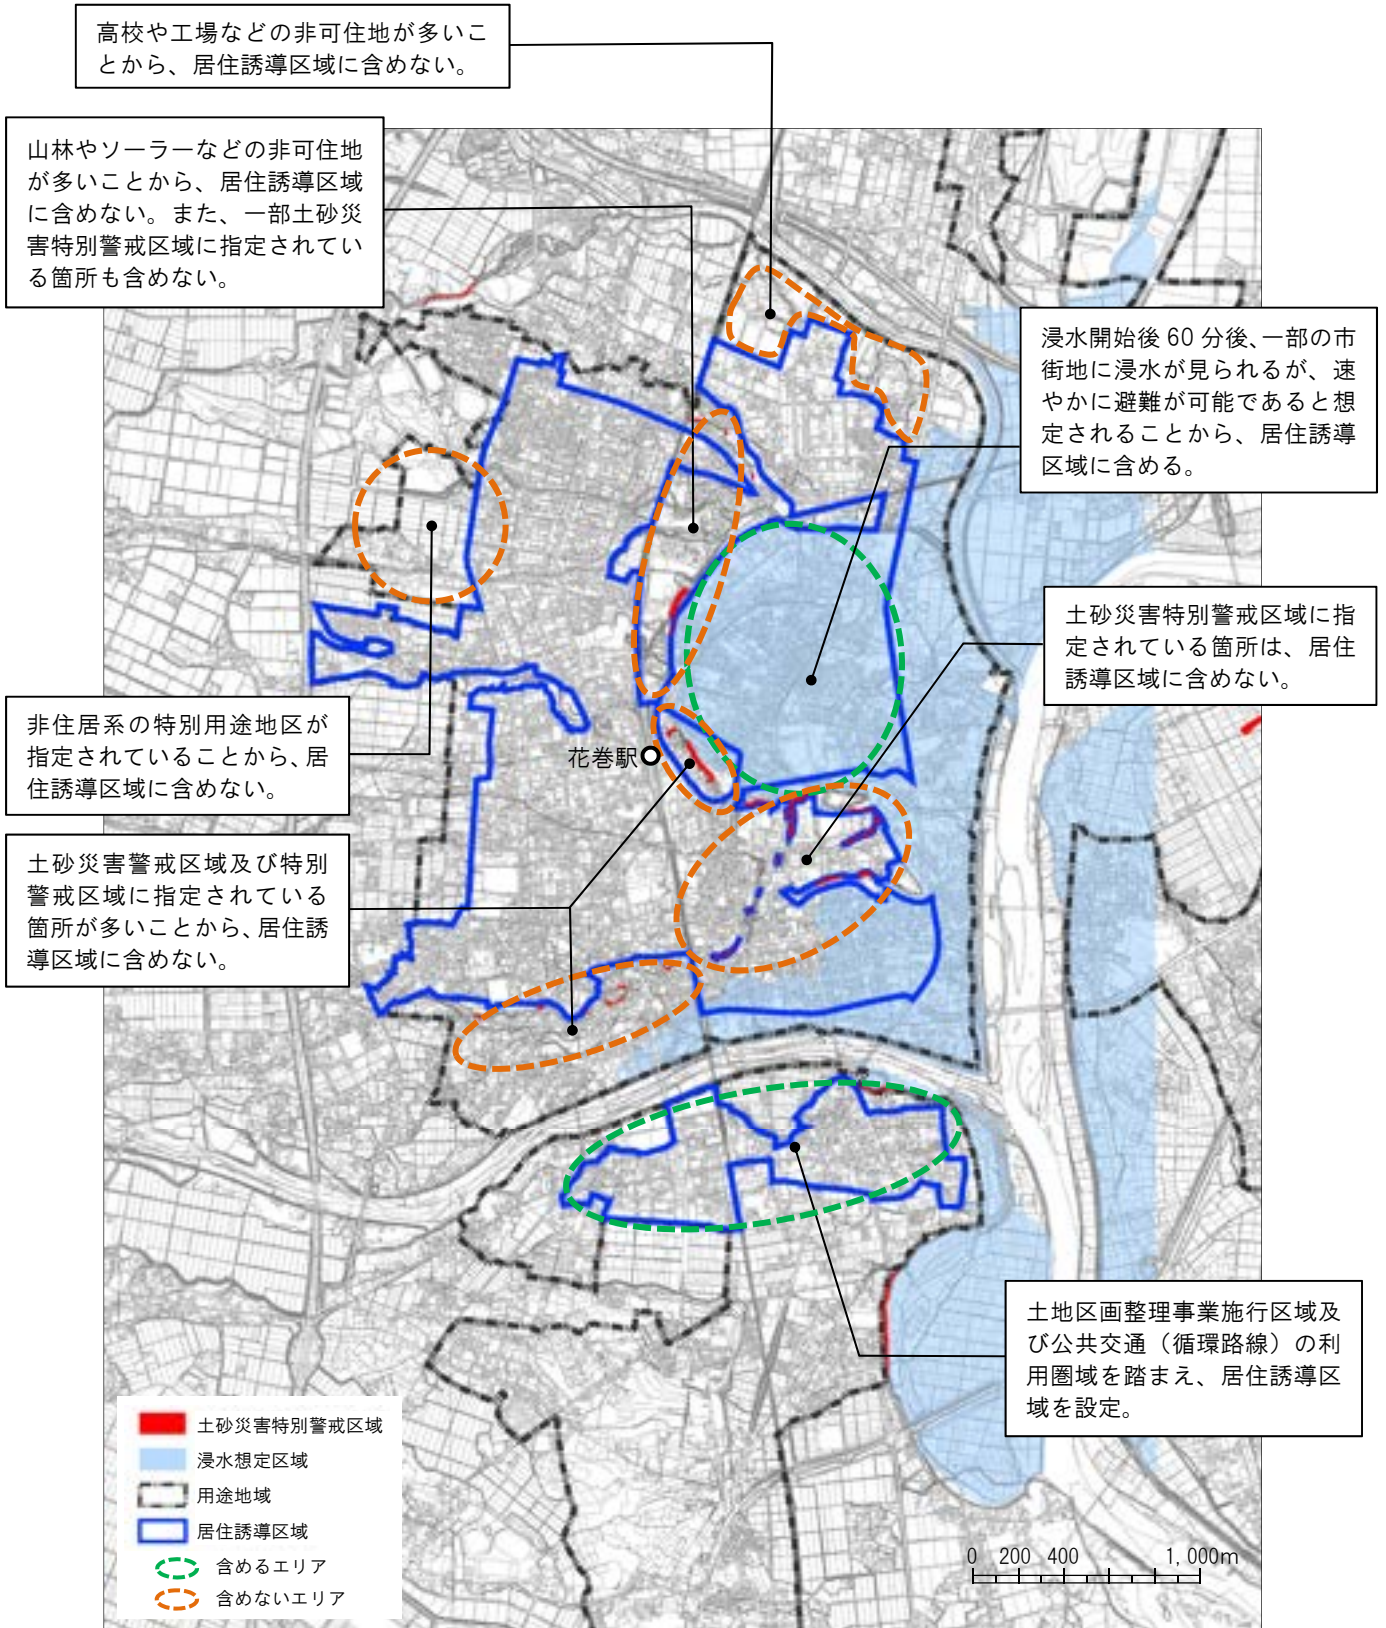 高校や工場などの非可住地が多いこ
とから、居住誘導区域に含めない。
山林やソーラーなどの非可住地
が多いことから、居住誘導区域
に含めない。また、一部土砂災
害特別警戒区域に指定されてい
る箇所も含めない。
浸水開始後 60 分後、一部の市
街地に浸水が見られるが、速
やかに避難が可能であると想
定されることから、居住誘導
区域に含める。
土砂災害特別警戒区域に指
定されている箇所は、居住
誘導区域に含めない。
非住居系の特別用途地区が
指定されていることから、居
住誘導区域に含めない。
花巻駅
土砂災害警戒区域及び特別
警戒区域に指定されている
箇所が多いことから、居住誘
導区域に含めない。
土地区画整理事業施行区域及
び公共交通（循環路線）の利
用圏域を踏まえ、居住誘導区
域を設定。
土砂災害特別警戒区域
浸水想定区域
用途地域
居住誘導区域
含めるエリア
含めないエリア
0 200 400 1,000m